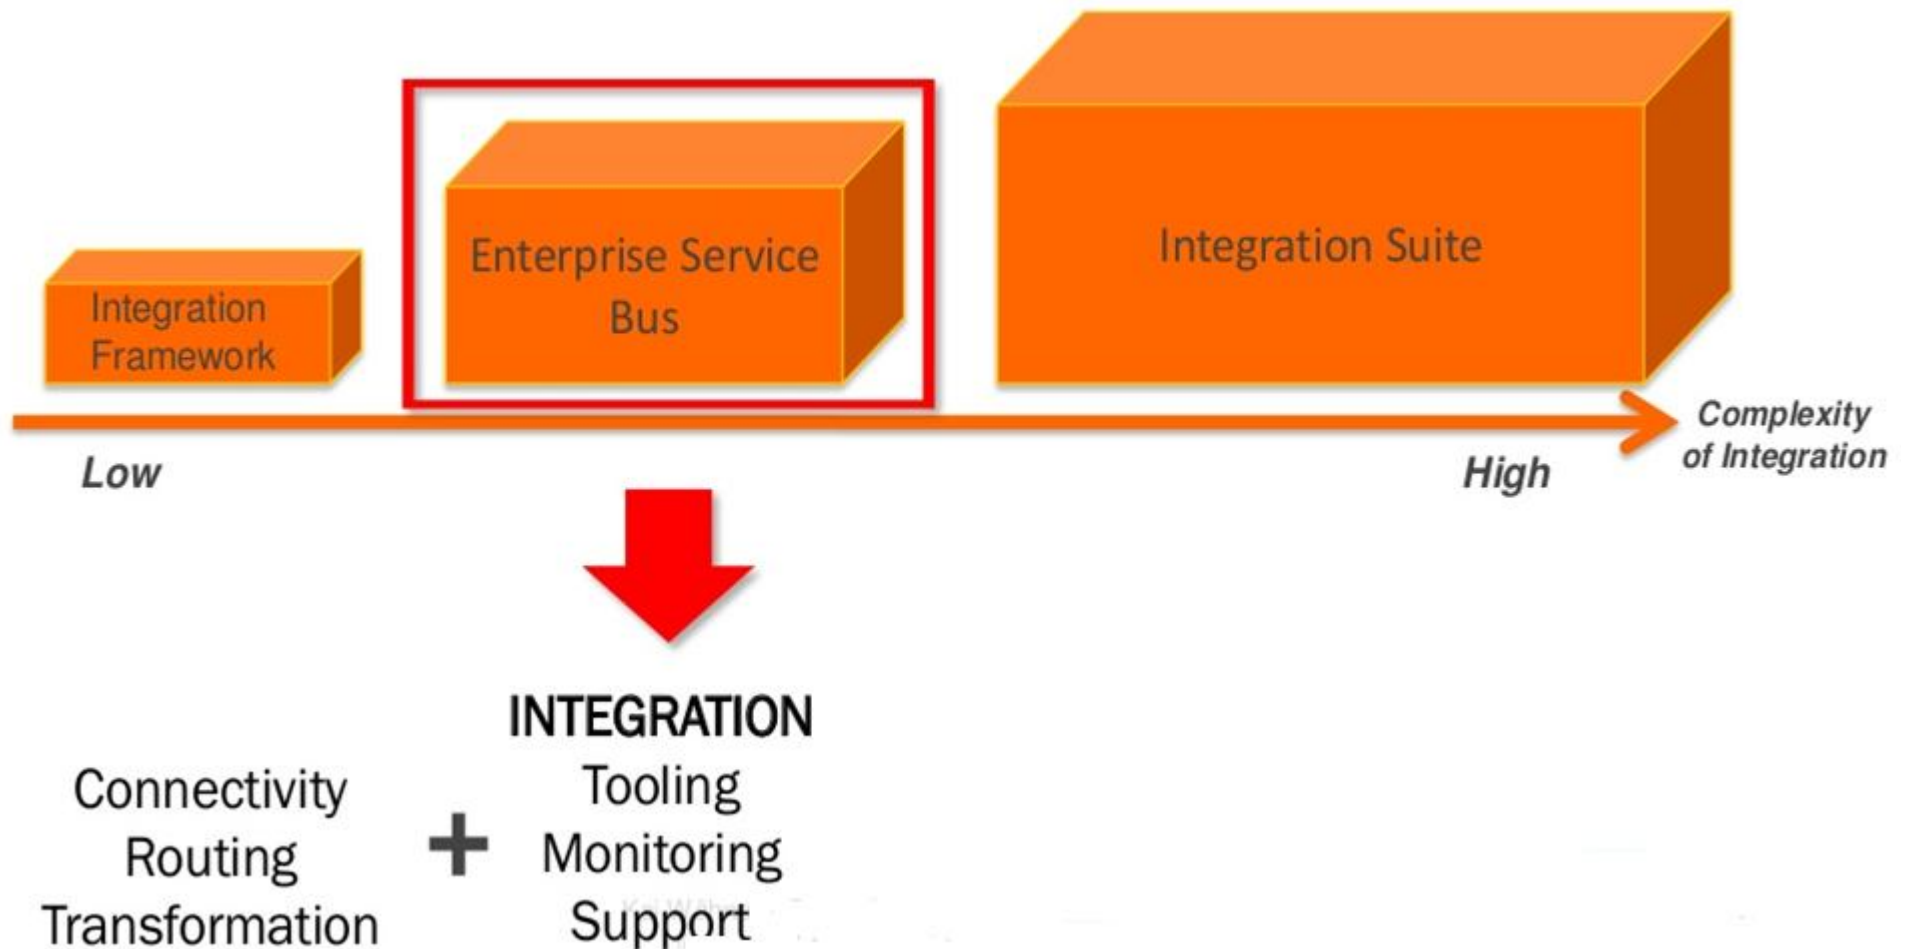 Integration
Framework
Enterprise Service
Bus
Integration Suite
Complexity
of Integration
Low
High
INTEGRATION
Connectivity
Routing
Transformation
+
Tooling
Monitoring
Support